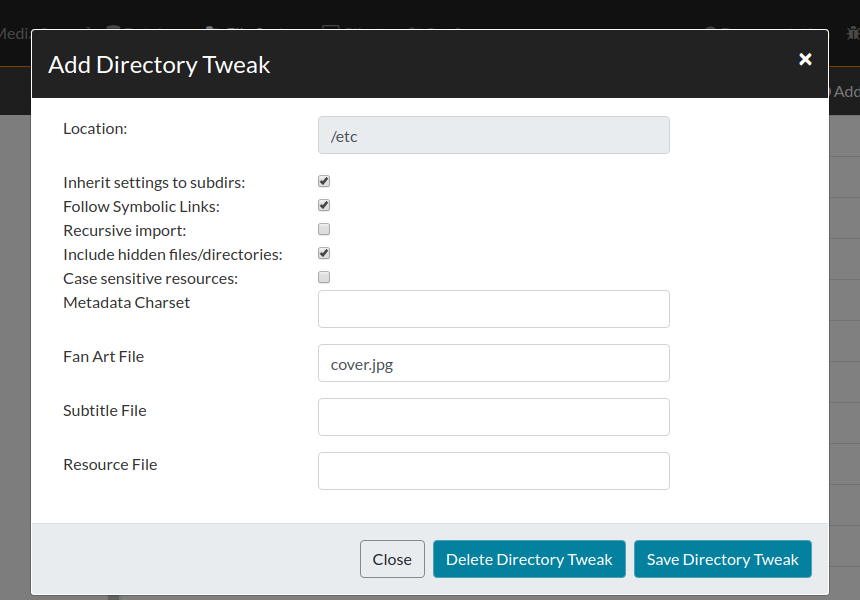 Add Directory Tweak
Location:
/etc
Inherit settings to subdirs:
Follow Symbolic Links:
Recursive import:
Include hidden files/directories:
Case sensitive resources:
Metadata Charset
Fan Art File
cover.jpg
Subtitle File
Resource File
Close
Delete Directory Tweak
Save Directory Tweak